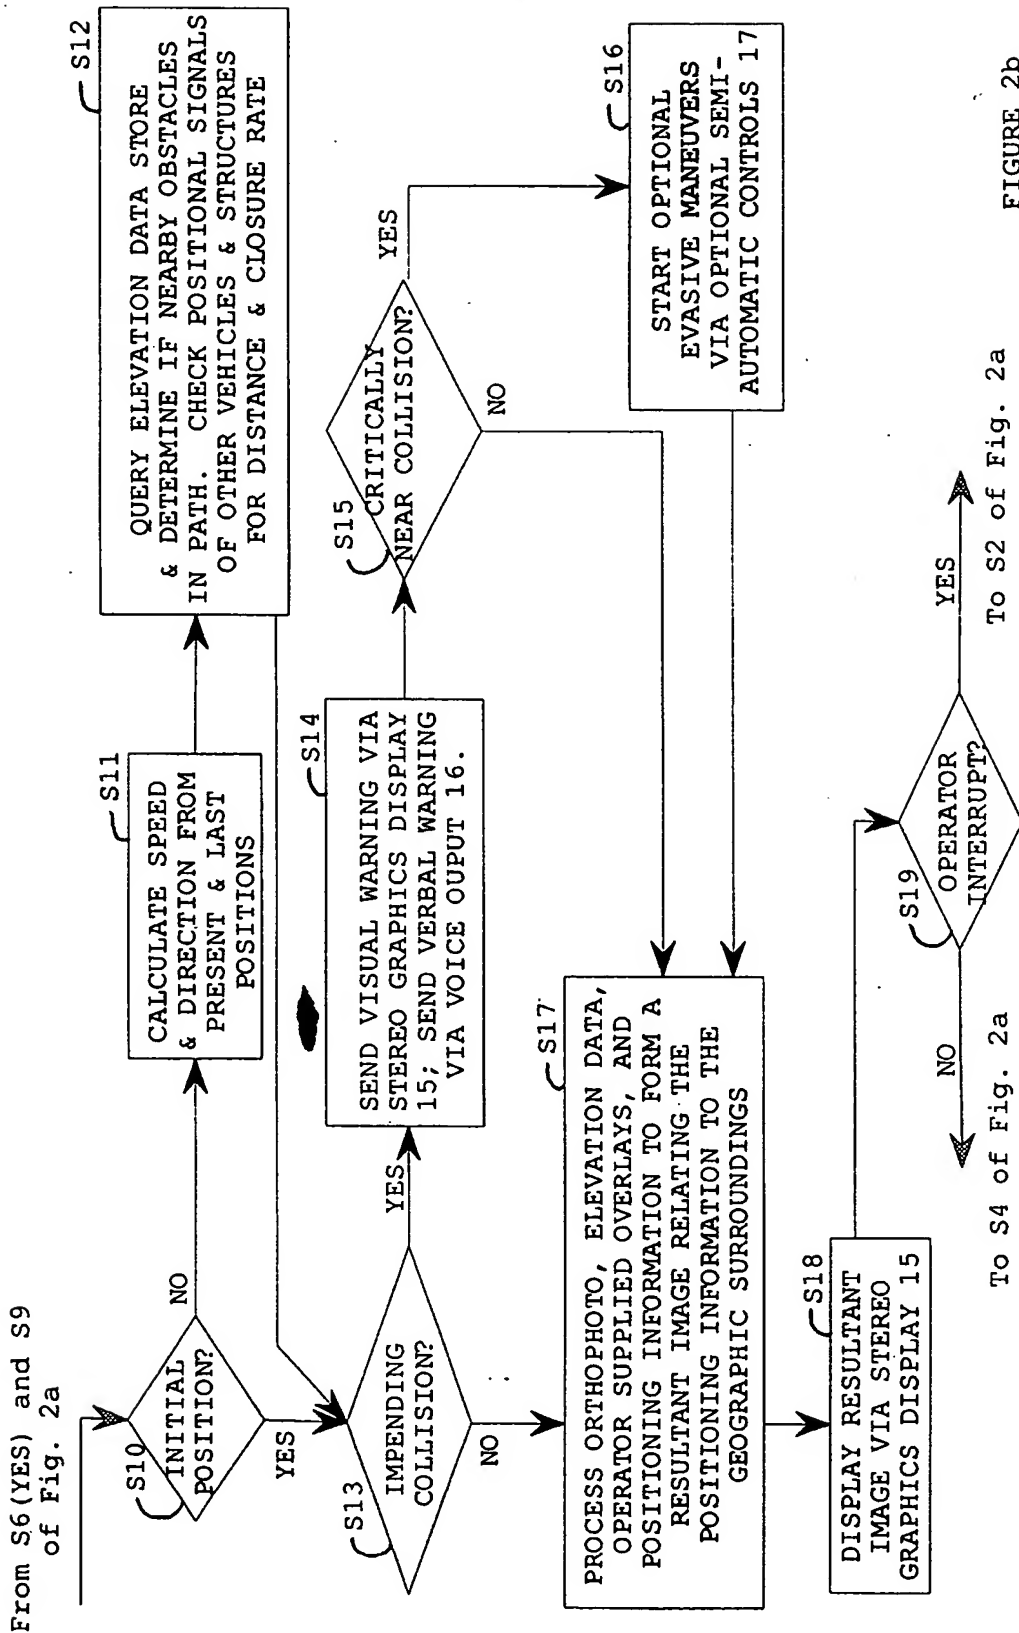 From S6(YES) and S9
of Fig. 2a
S10
INITIAL
POSITION?
NO
YES
S11
CALCULATE SPEED
& DIRECTION FROM
PRESENT & LAST
POSITIONS
S12
QUERY ELEVATION DATA STORE
& DETERMINE IF NEARBY OBSTACLES
IN PATH. CHECK POSITIONAL SIGNALS
OF OTHER VEHICLES & STRUCTURES
FOR DISTANCE & CLOSURE RATE
S13
IMPENDING
COLLISION?
YES
NO
S14
SEND VISUAL WARNING VIA
STEREO GRAPHICS DISPLAY
15; SEND VERBAL WARNING
VIA VOICE OUPUT 16.
S15
CRITICALLY
NEAR COLLISION?
YES
NO
S16
START OPTIONAL
EVASIVE MANEUVERS
VIA OPTIONAL SEMI-
AUTOMATIC CONTROLS 17
S17
PROCESS ORTHOPHOTO, ELEVATION DATA,
OPERATOR SUPPLIED OVERLAYS, AND
POSITIONING INFORMATION TO FORM A
RESULTANT IMAGE RELATING THE
POSITIONING INFORMATION TO THE
GEOGRAPHIC SURROUNDINGS
S18
DISPLAY RESULTANT
IMAGE VIA STEREO
GRAPHICS DISPLAY 15
S19
OPERATOR
INTERRUPT?
NO
YES
To S4 of Fig. 2a
To S2 of Fig. 2a
FIGURE 2b